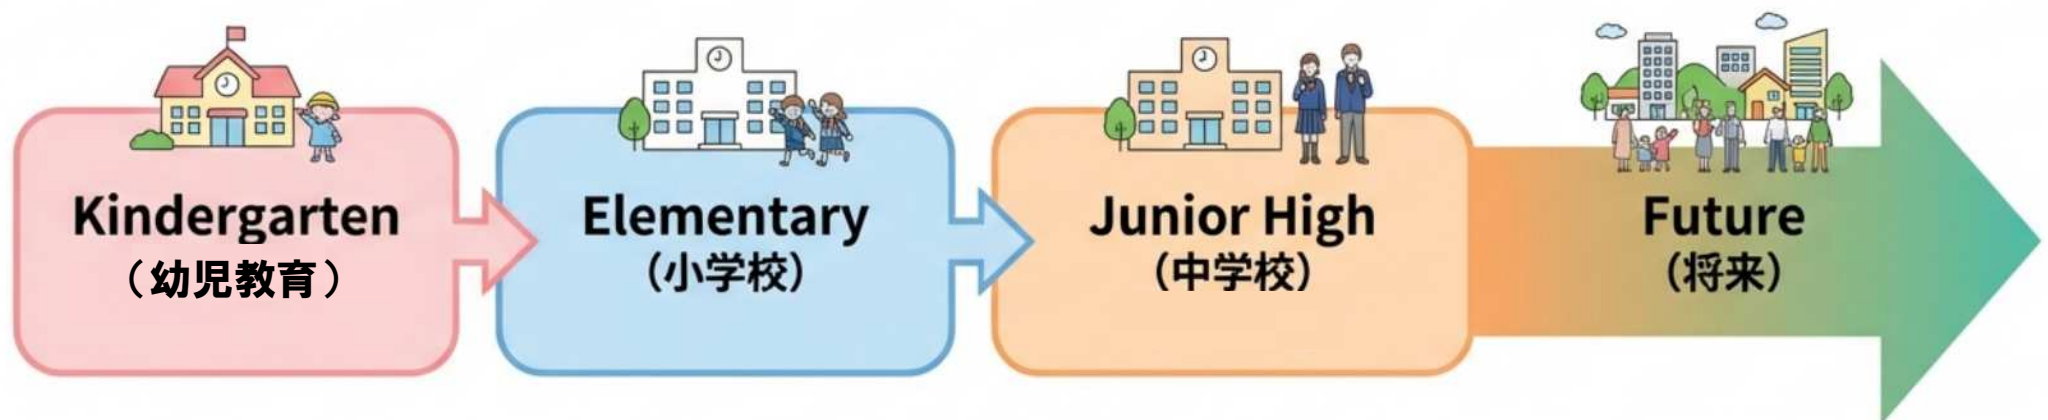 Kindergarten
（幼児教育）
Elementary
（小学校）
Junior High
（中学校）
Future
（将来）